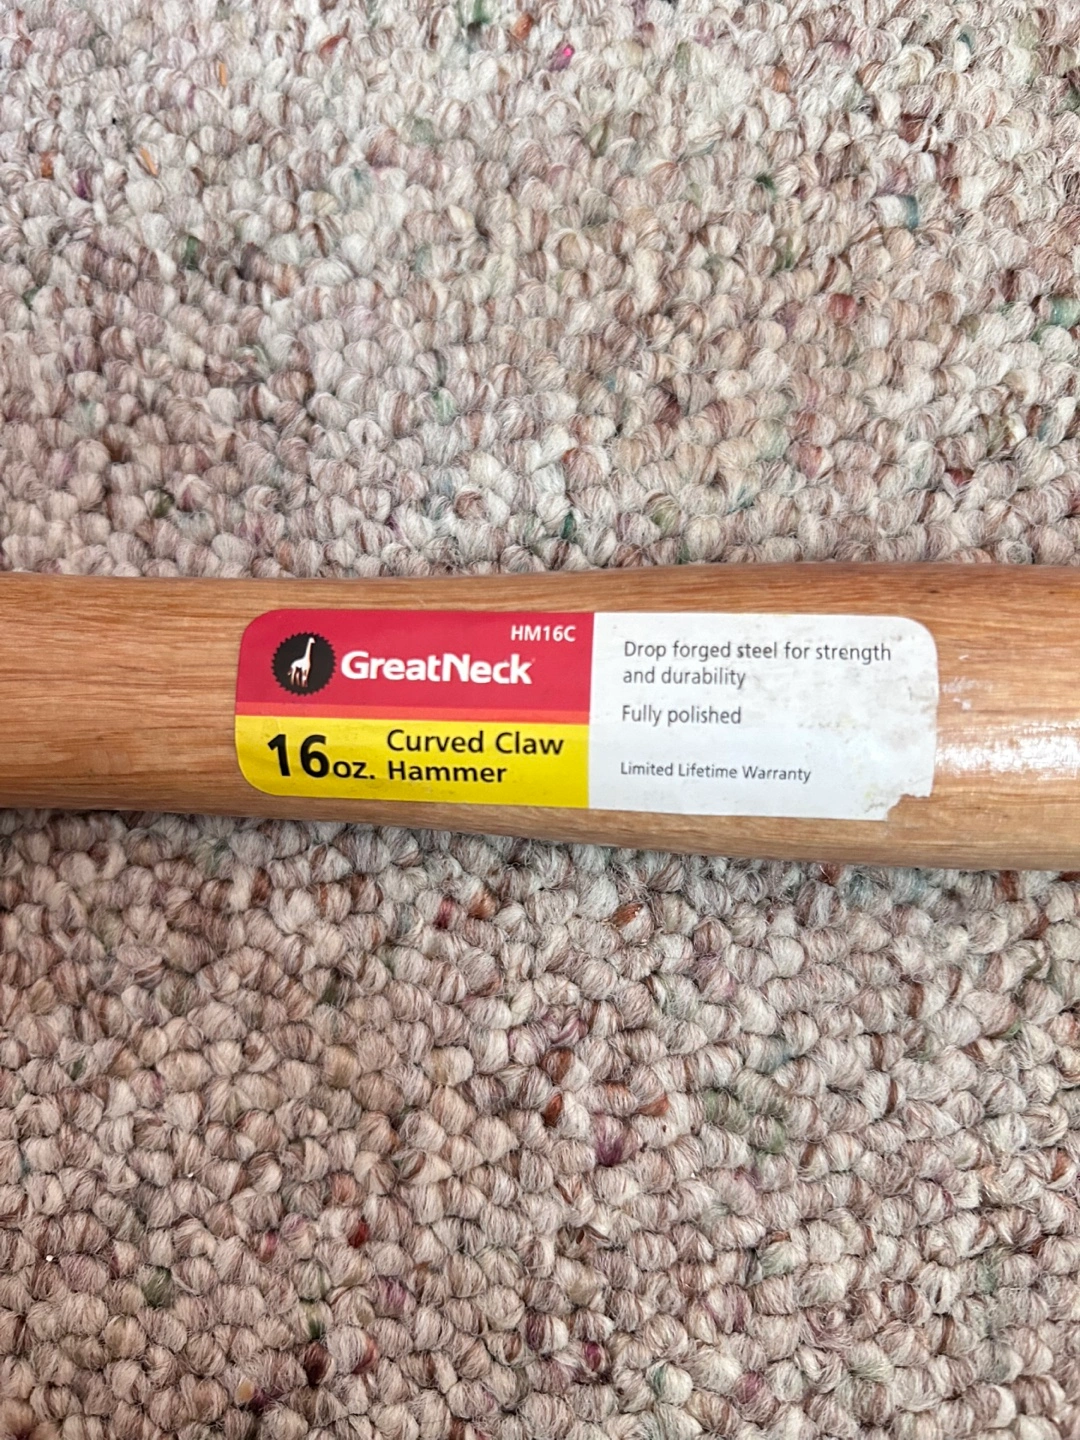 HM16C
GreatNeck
16oz. Curved Claw
Hammer
Drop forged steel for strength
and durability
Fully polished
Limited Lifetime Warranty